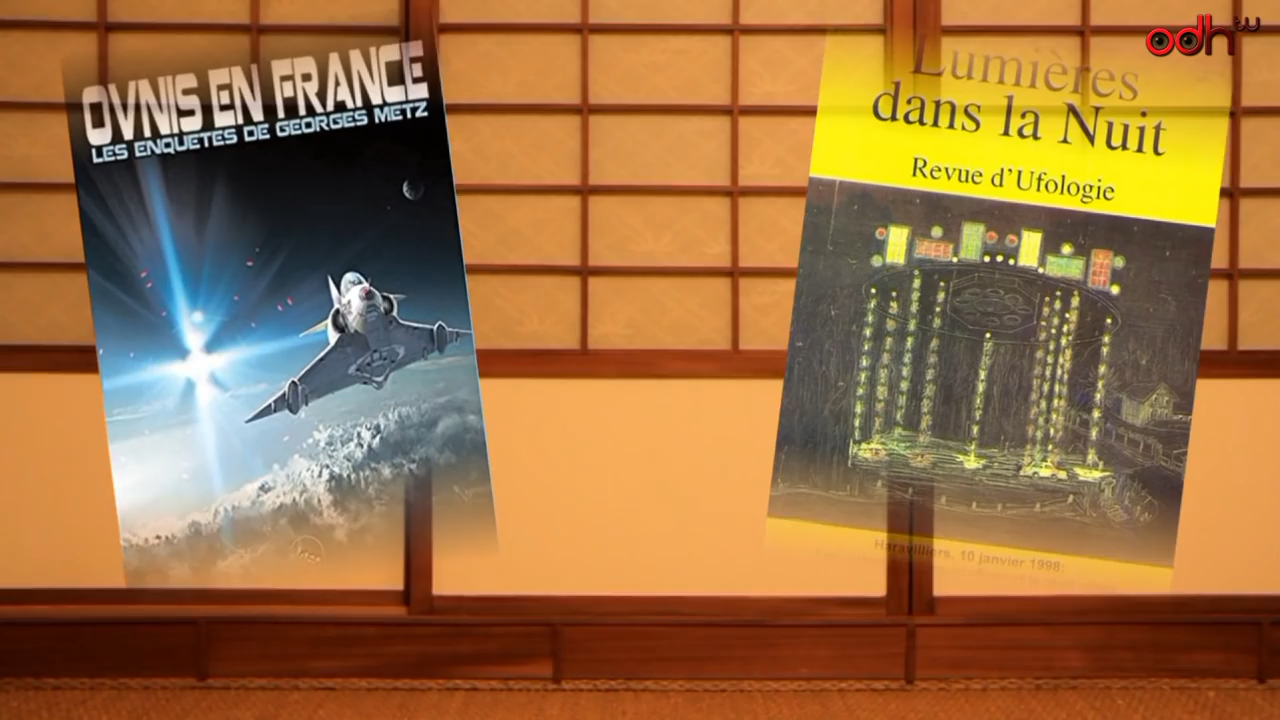 OVNIS EN FRANCE
LES ENQUETES DE GEORGES METZ
odh tv
Lumières
dans la Nuit
Revue d'Ufologie
Haravilliers, 10 janvier 1998: